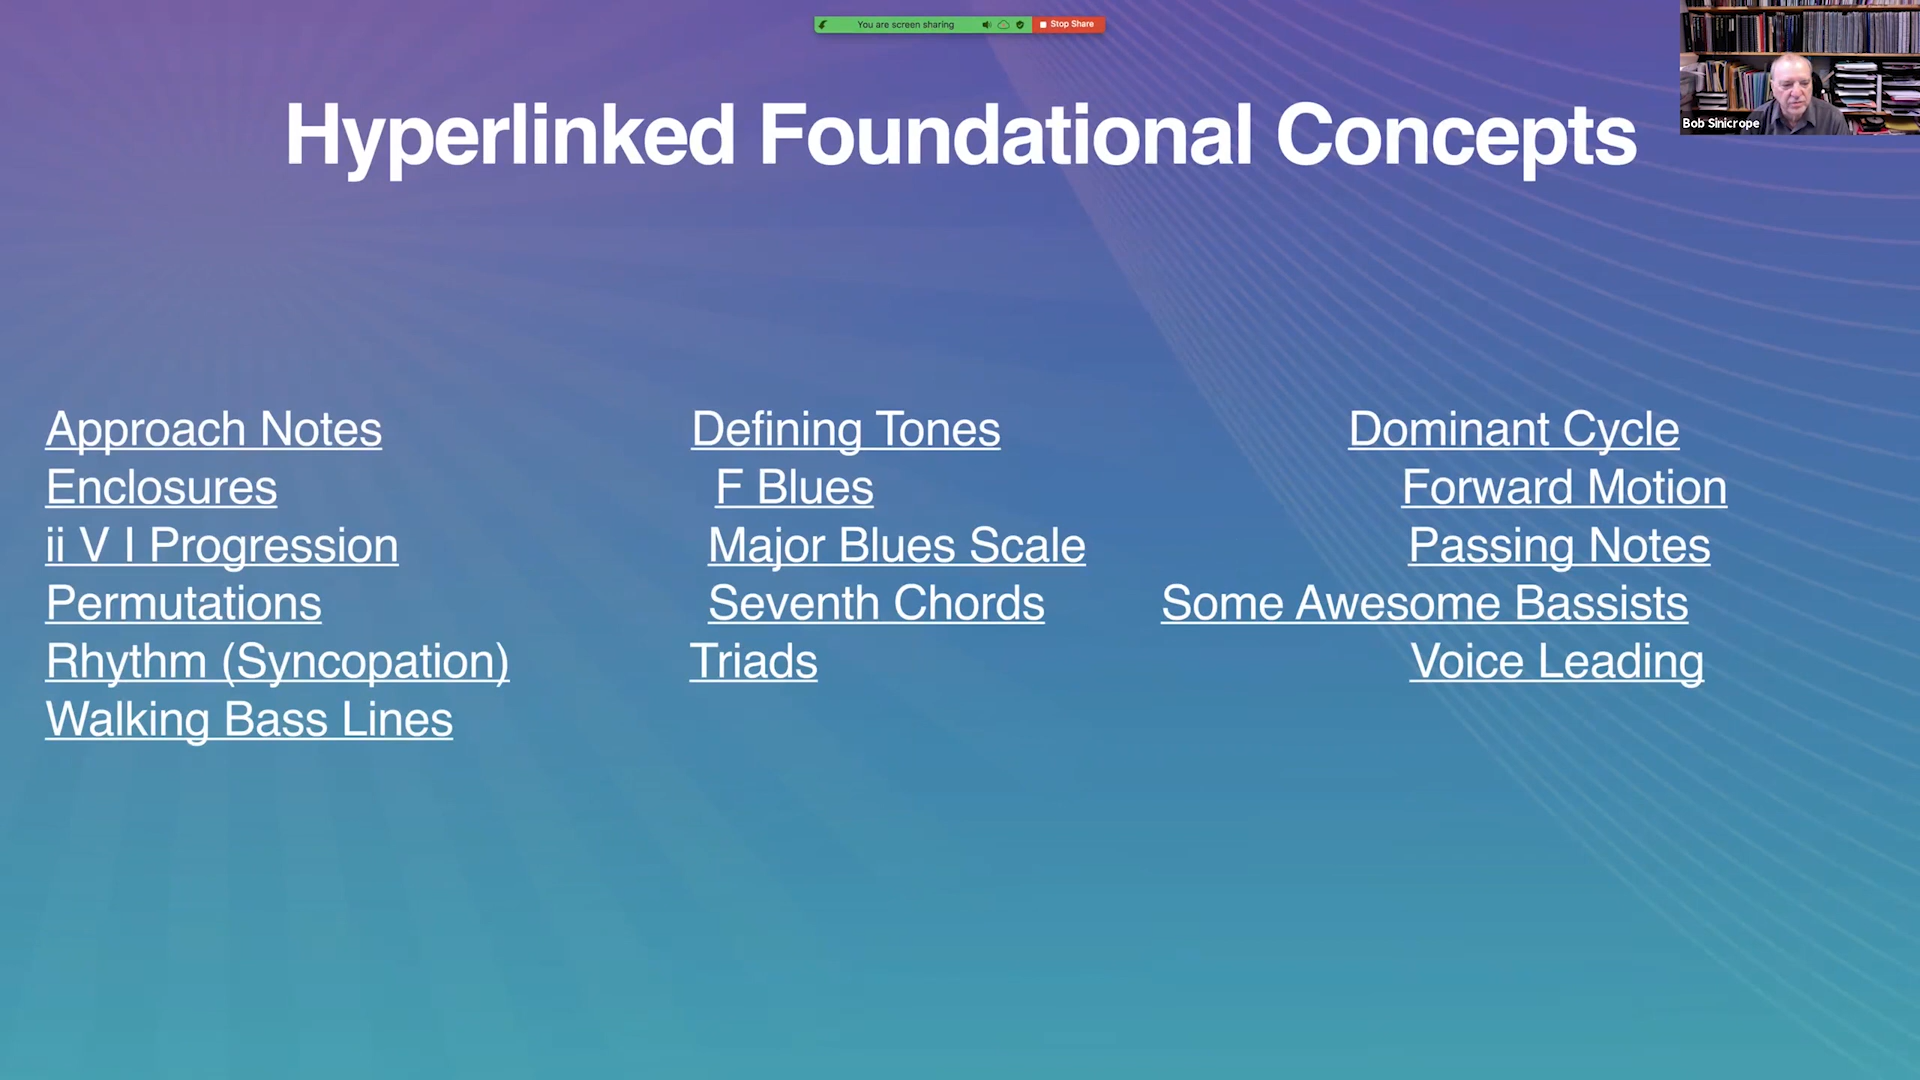 You are screen sharing
Stop Share
Bob Sinicrope
Hyperlinked Foundational Concepts
Approach Notes Defining Tones Dominant Cycle
Enclosures F Blues Forward Motion
ii V I Progression Major Blues Scale Passing Notes
Permutations Seventh Chords Some Awesome Bassists
Rhythm (Syncopation) Triads Voice Leading
Walking Bass Lines